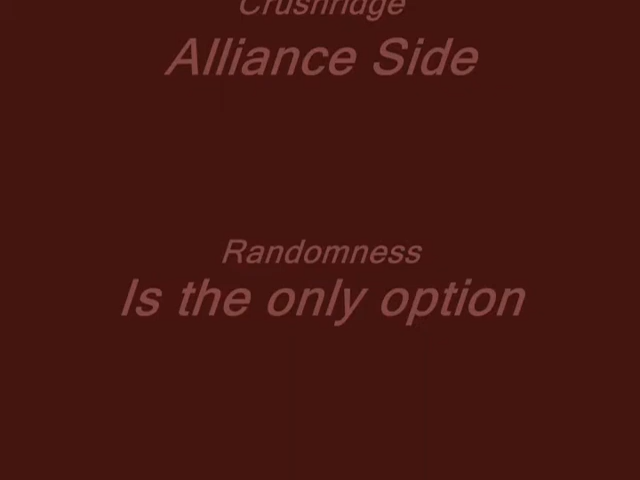 Crushridge
Alliance Side
Randomness
Is the only option